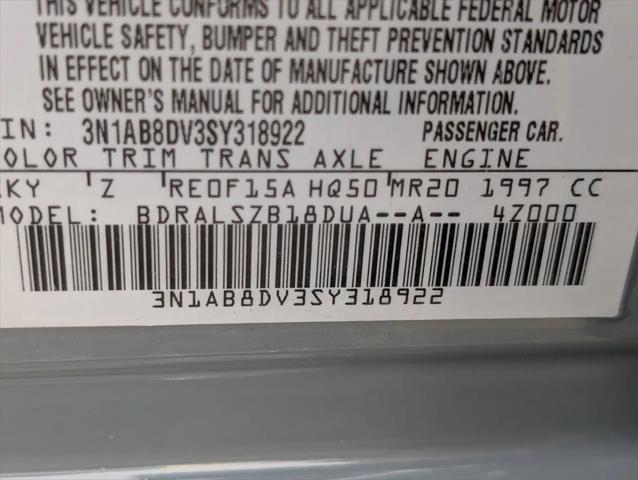 THIS VEHICLE CONFORMS TO ALL APPLICABLE FEDERAL MOTOR
VEHICLE SAFETY, BUMPER AND THEFT PREVENTION STANDARDS
IN EFFECT ON THE DATE OF MANUFACTURE SHOWN ABOVE.
SEE OWNER'S MANUAL FOR ADDITIONAL INFORMATION.
IN: 3N1AB8DV3SY318922 PASSENGER CAR.
OLOR TRIM TRANS AXLE ENGINE
KY Z RE0F15A HQ50 MR20 1997 CC
MODEL: BDRALSZB18DUA--A-- 4Z000
3N1AB8DV3SY318922